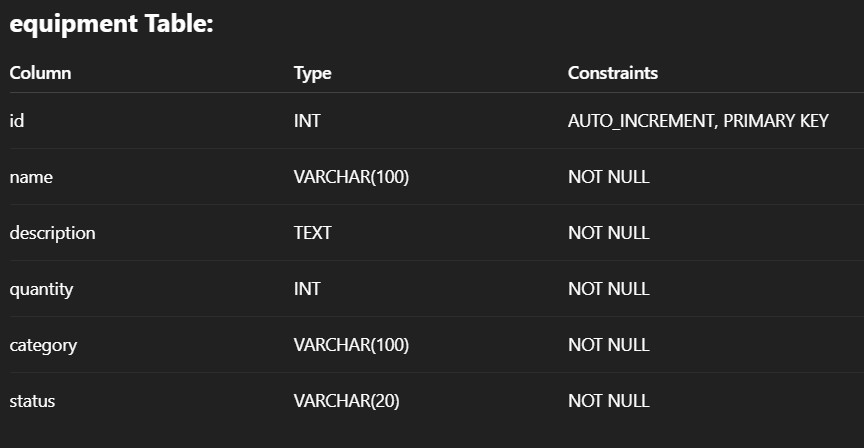 equipment Table:
Column Type Constraints
id INT AUTO_INCREMENT, PRIMARY KEY
name VARCHAR(100) NOT NULL
description TEXT NOT NULL
quantity INT NOT NULL
category VARCHAR(100) NOT NULL
status VARCHAR(20) NOT NULL